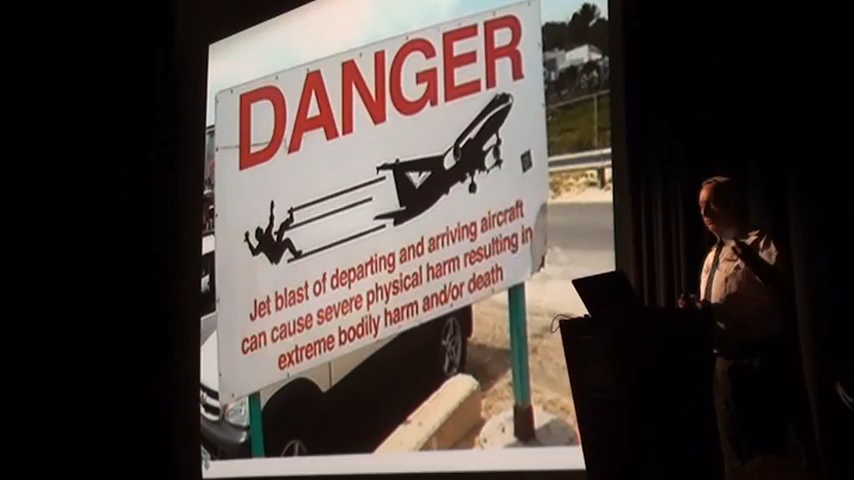 DANGER
Jet blast of departing and arriving aircraft
can cause severe physical harm resulting in
extreme bodily harm and/or death